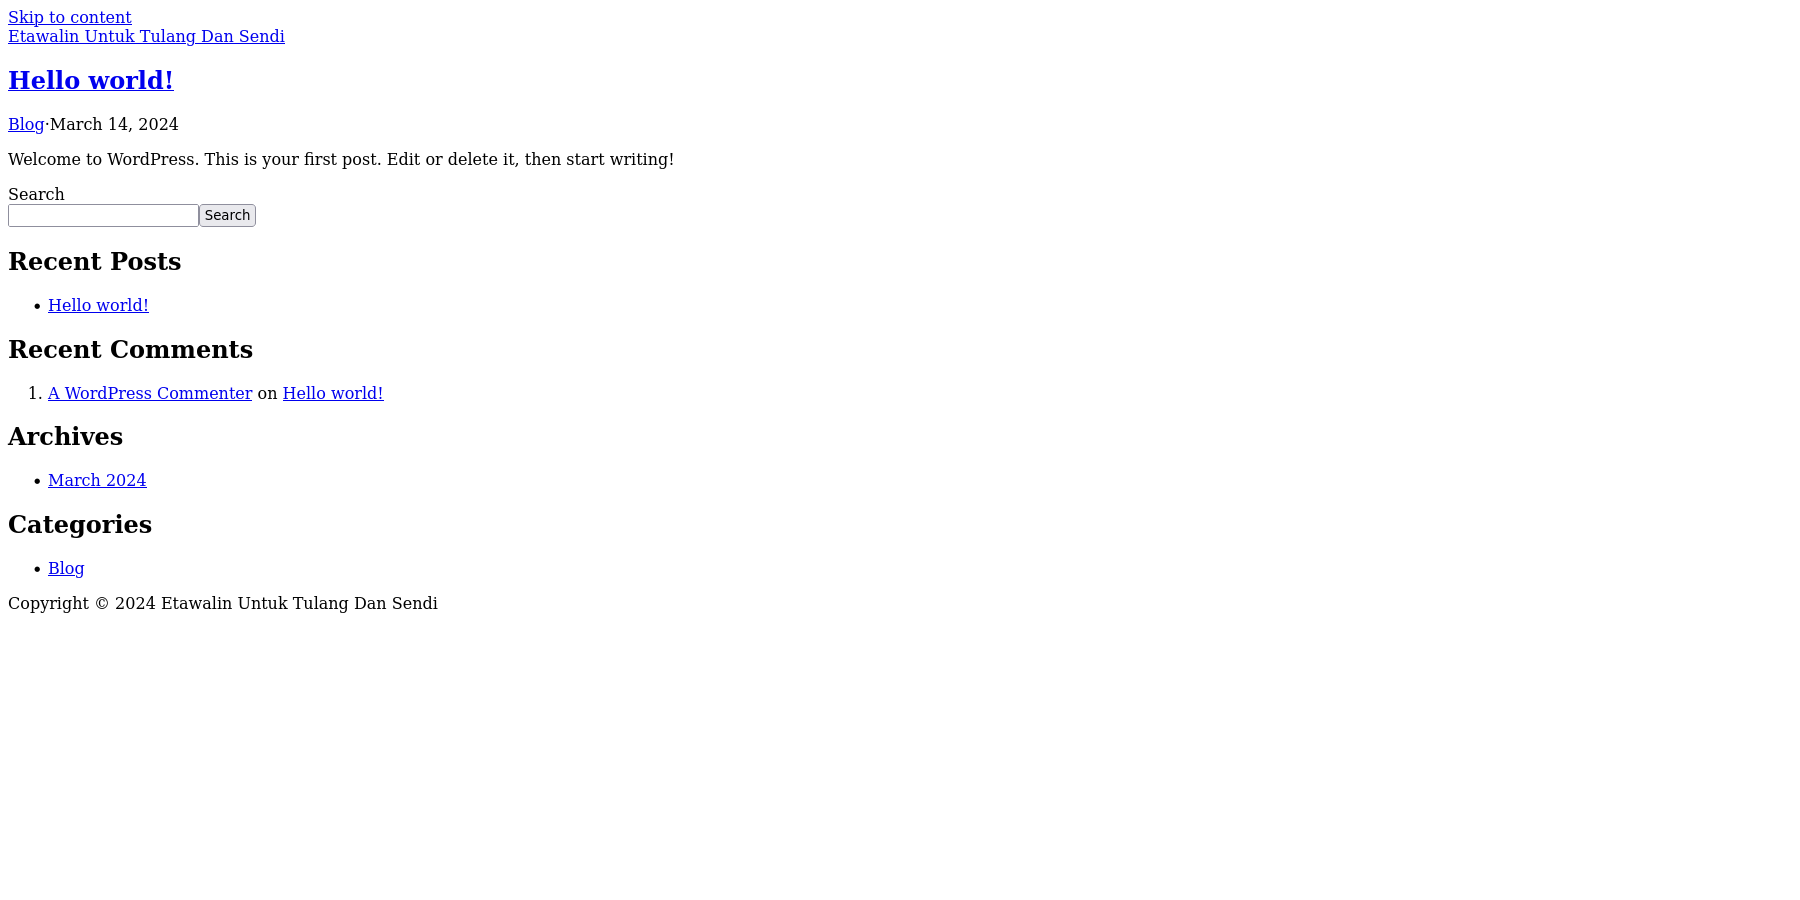 Skip to content
Etawalin Untuk Tulang Dan Sendi
Hello world!
Blog·March 14, 2024
Welcome to WordPress. This is your first post. Edit or delete it, then start writing!
Search
Search
Recent Posts
• Hello world!
Recent Comments
1. A WordPress Commenter on Hello world!
Archives
• March 2024
Categories
• Blog
Copyright © 2024 Etawalin Untuk Tulang Dan Sendi